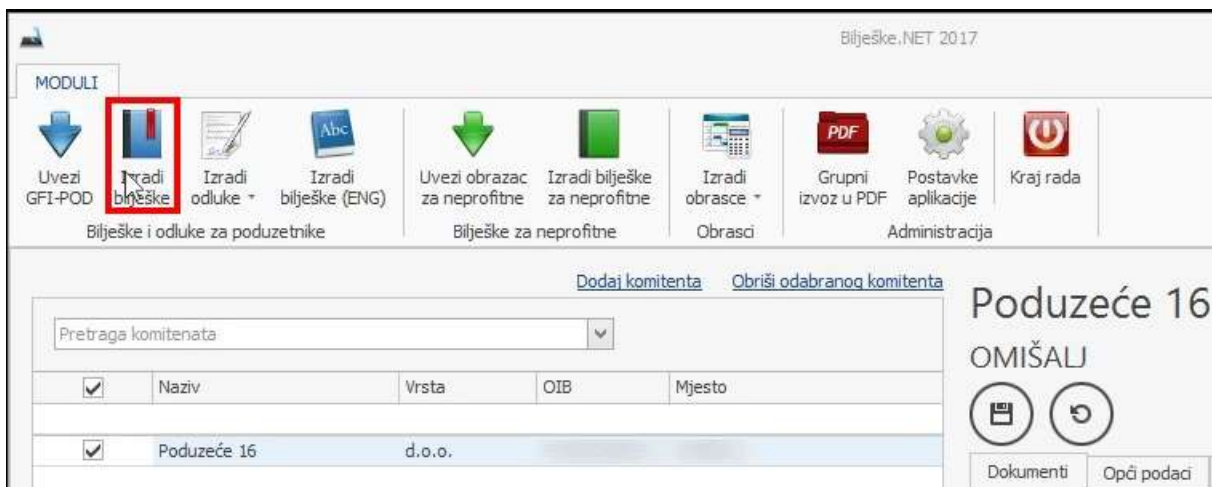 Bilješke.NET 2017
MODULI
Abc
PDF
Uvezi Izradi Izradi Izradi Uvezi obrazac Izradi bilješke Izradi Grupni Postavke Kraj rada
GFI-POD bilješke odluke bilješke (ENG) za neprofitne za neprofitne obrasce izvoz u PDF aplikacije
Bilješke i odluke za poduzetnike Bilješke za neprofitne Obrasci Administracija
Dodaj komitenta Obriši odabranog komitenta
Poduzeće 16
Pretraga komitenata
OMIŠALJ
Naziv Vrsta OIB Mjesto
Poduzeće 16 d.o.o.
Dokumenti Opći podaci